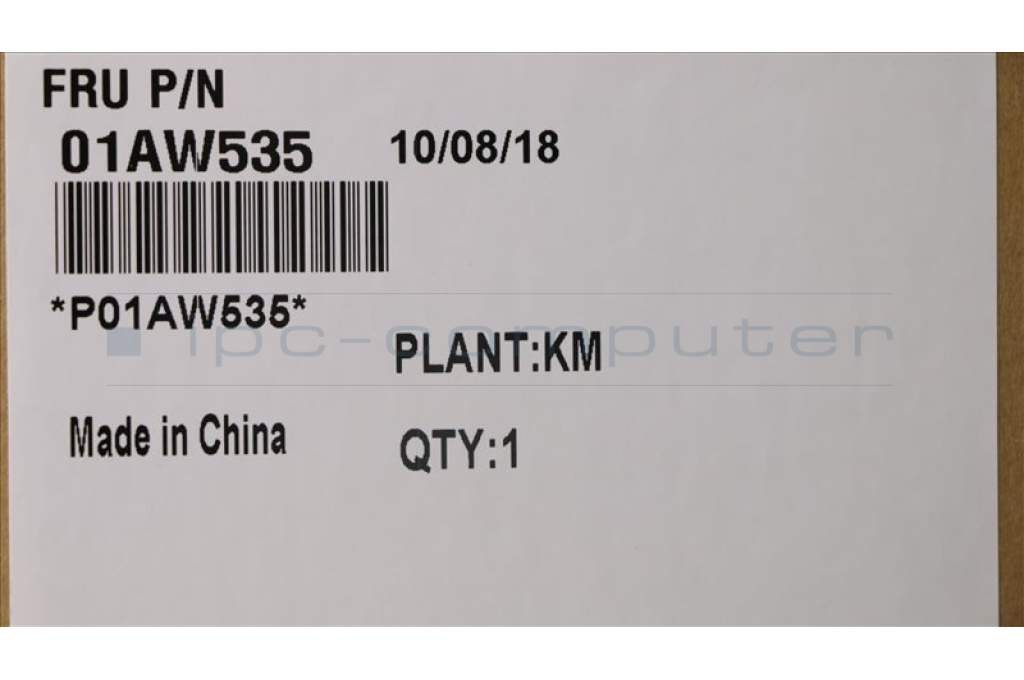 FRU P/N
01AW535 10/08/18
*P01AW535*
ipc-computer
PLANT:KM
Made in China
QTY:1